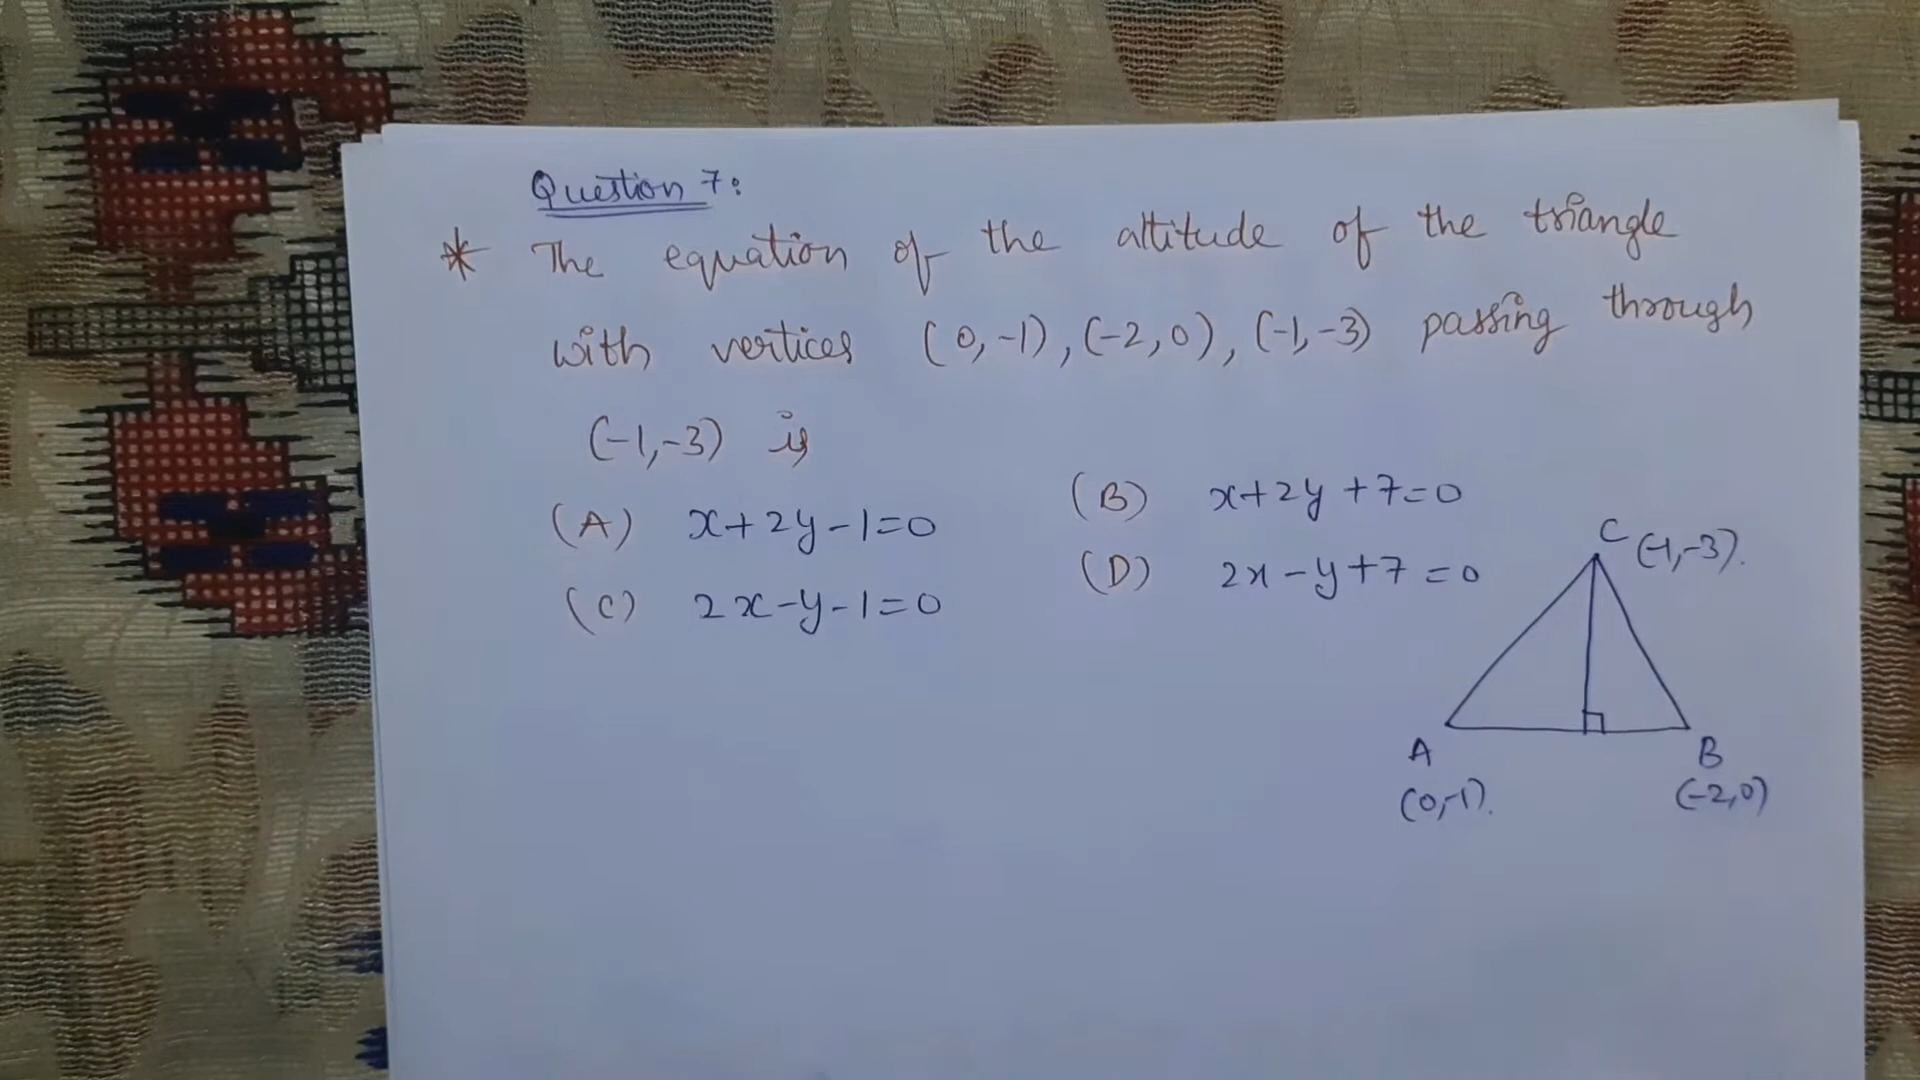 Question 7:
* The equation of the altitude of the triangle
with vertices (0,-1), (-2,0), (-1,-3) passing through
(-1,-3) is
(A) x+2y-1=0
(B) x+2y+7=0
(C) 2x-y-1=0
(D) 2x-y+7=0
C (-1,-3).
A
B
(0,-1).
(-2,0)